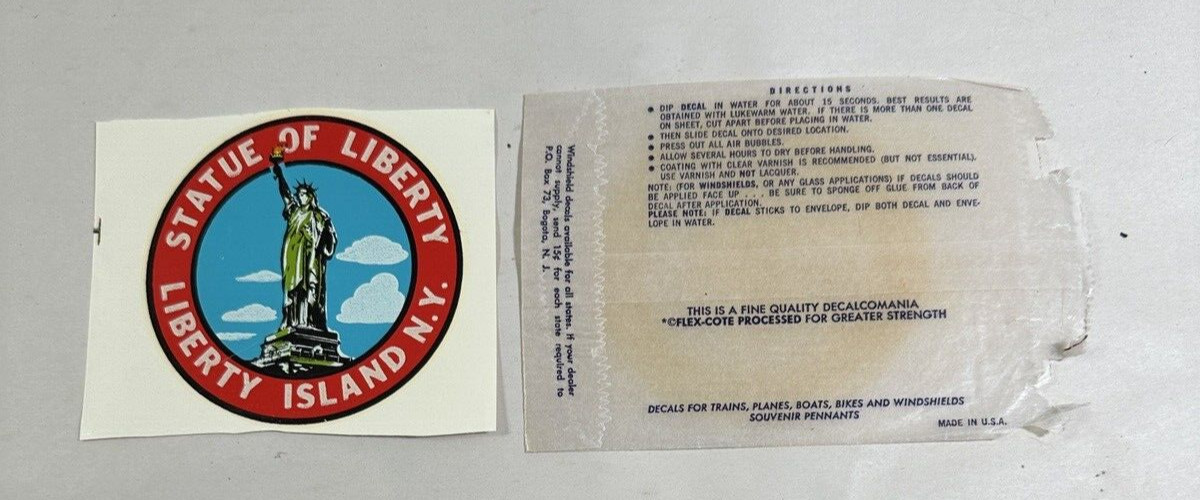 STATUE OF LIBERTY
LIBERTY ISLAND N.Y.
Windshield decals available for all states. If your dealer
cannot supply, send 15¢ for each state required to
P.O. Box 73, Bogota, N. J.
DIRECTIONS
● DIP DECAL IN WATER FOR ABOUT 15 SECONDS. BEST RESULTS ARE
OBTAINED WITH LUKEWARM WATER. IF THERE IS MORE THAN ONE DECAL
ON SHEET, CUT APART BEFORE PLACING IN WATER.
● THEN SLIDE DECAL ONTO DESIRED LOCATION.
● PRESS OUT ALL AIR BUBBLES.
● ALLOW SEVERAL HOURS TO DRY BEFORE HANDLING.
● COATING WITH CLEAR VARNISH IS RECOMMENDED (BUT NOT ESSENTIAL).
USE VARNISH AND NOT LACQUER.
NOTE: (FOR WINDSHIELDS, OR ANY GLASS APPLICATIONS) IF DECALS SHOULD
BE APPLIED FACE UP . . . BE SURE TO SPONGE OFF GLUE FROM BACK OF
DECAL AFTER APPLICATION.
PLEASE NOTE: IF DECAL STICKS TO ENVELOPE, DIP BOTH DECAL AND ENVE-
LOPE IN WATER.
THIS IS A FINE QUALITY DECALCOMANIA
*©FLEX-COTE PROCESSED FOR GREATER STRENGTH
DECALS FOR TRAINS, PLANES, BOATS, BIKES AND WINDSHIELDS
SOUVENIR PENNANTS
MADE IN U.S.A.